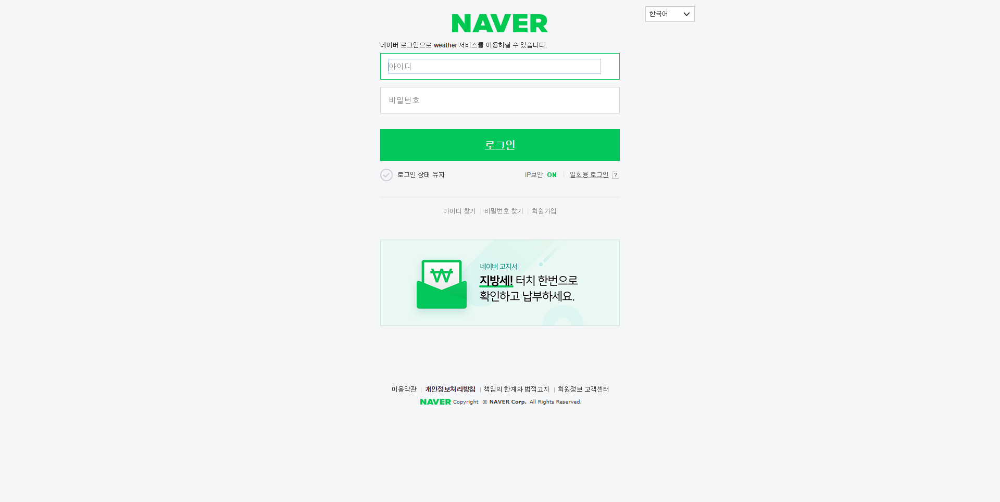 한국어
NAVER
네이버 로그인으로 weather 서비스를 이용하실 수 있습니다.
아이디
비밀번호
로그인
로그인 상태 유지 IP보안 ON 일회용 로그인 ?
아이디 찾기 비밀번호 찾기 회원가입
네이버 고지서
지방세! 터치 한번으로
확인하고 납부하세요.
이용약관 개인정보처리방침 책임의 한계와 법적고지 회원정보 고객센터
NAVER Copyright © NAVER Corp. All Rights Reserved.